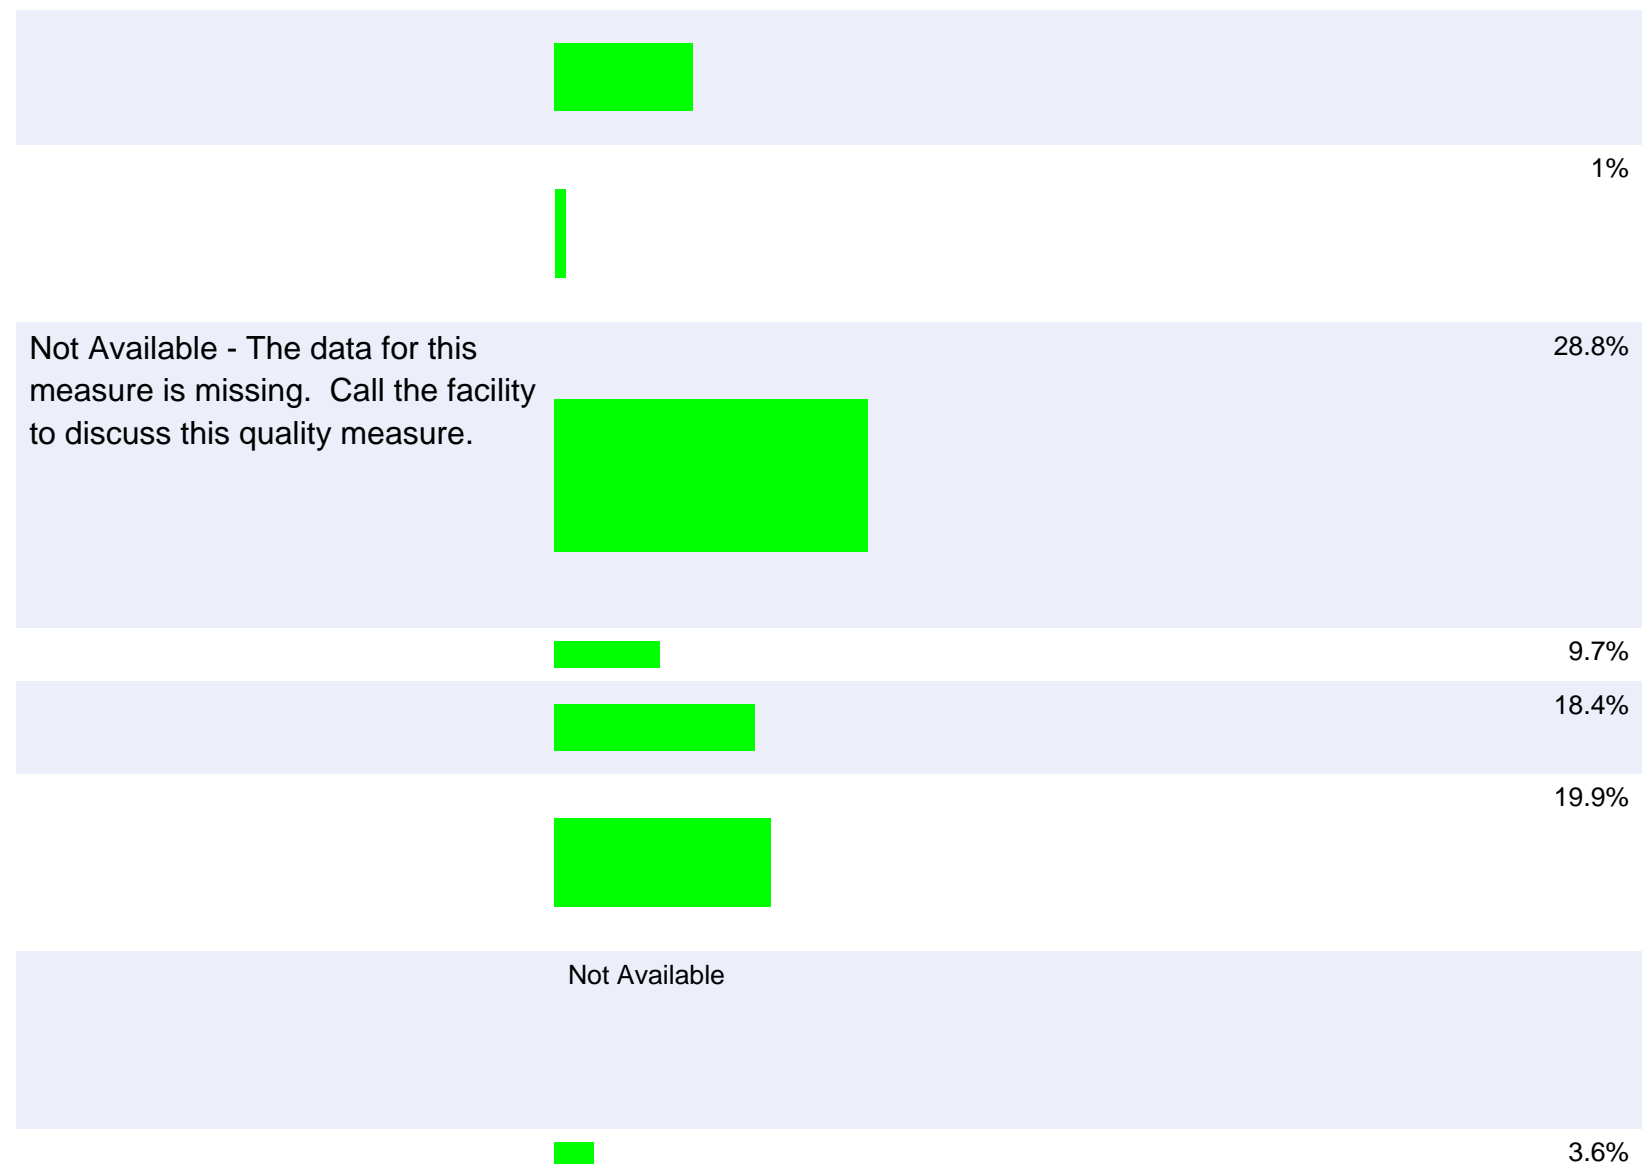 1%
Not Available - The data for this
measure is missing.  Call the facility
to discuss this quality measure.
28.8%
9.7%
18.4%
19.9%
Not Available
3.6%